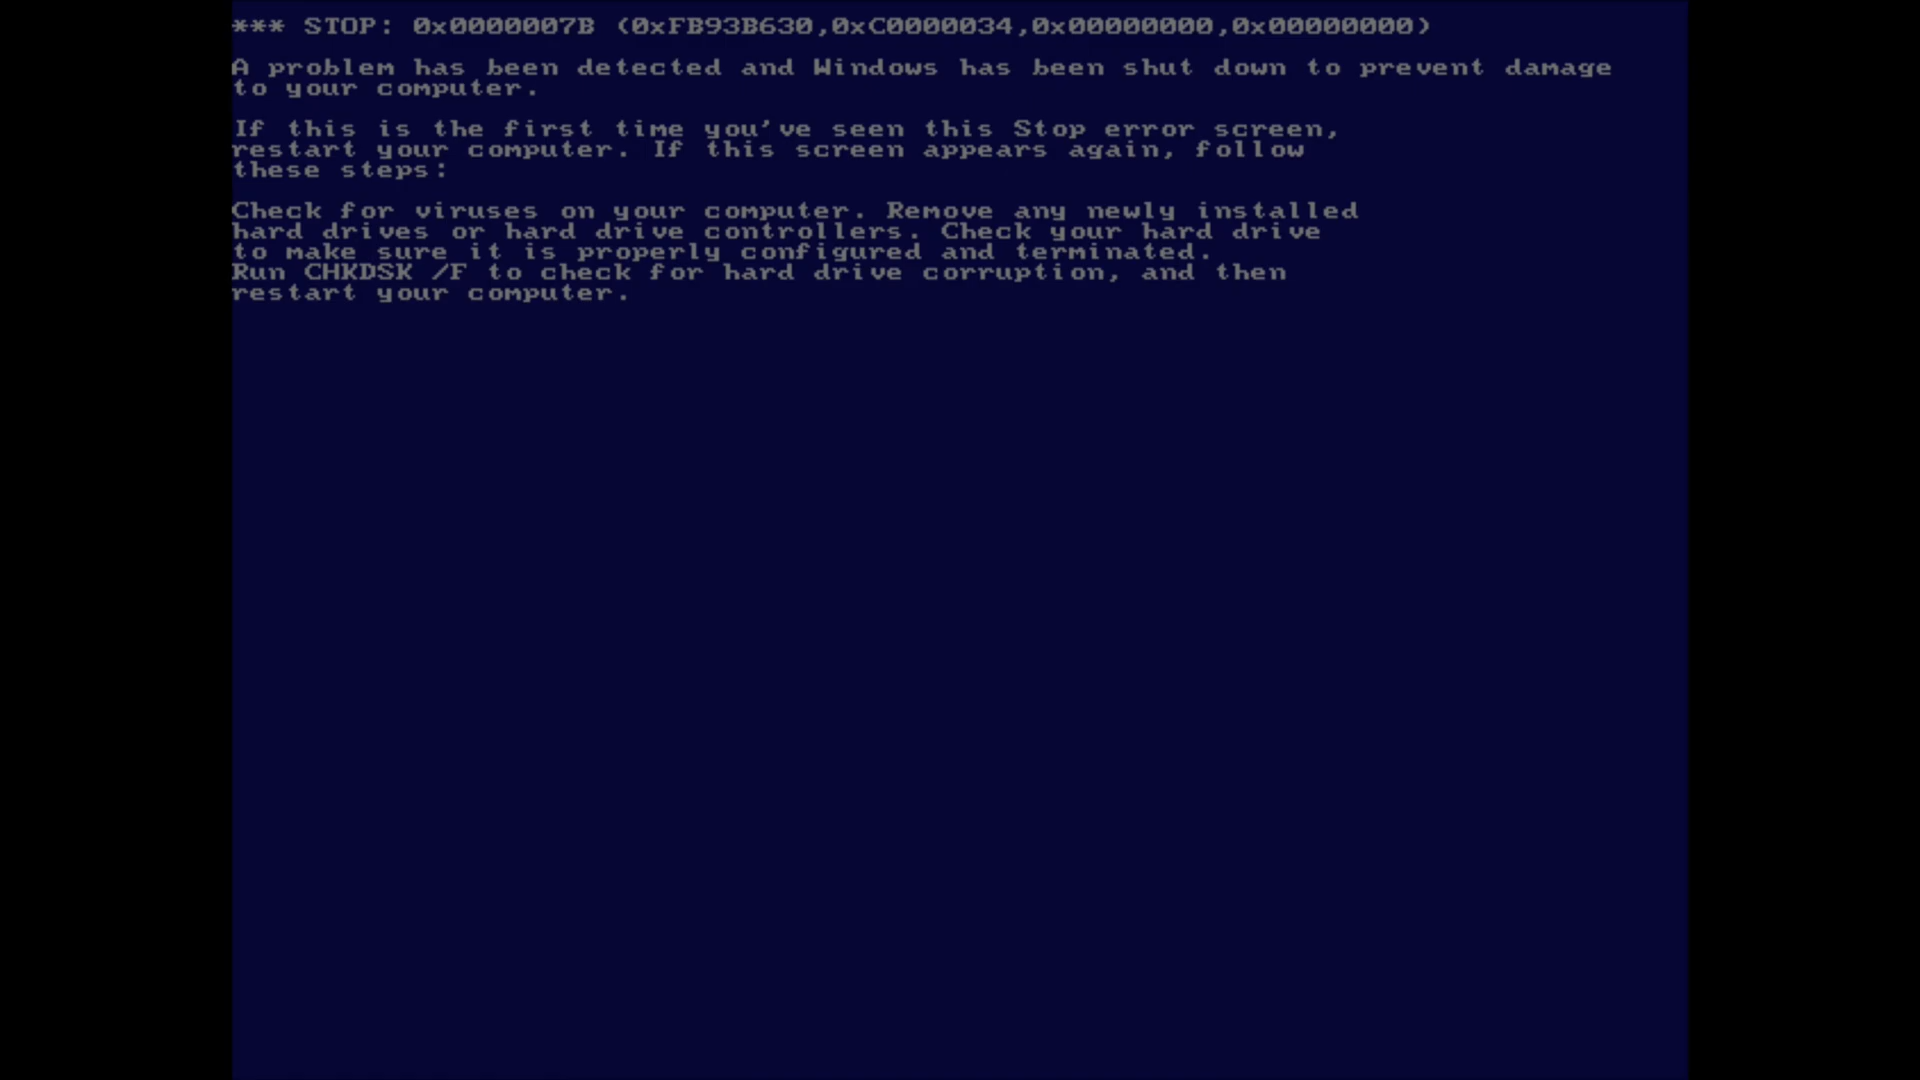 *** STOP: 0x0000007B (0xFB93B630,0xC0000034,0x00000000,0x00000000)
A problem has been detected and Windows has been shut down to prevent damage
to your computer.
If this is the first time you've seen this Stop error screen,
restart your computer. If this screen appears again, follow
these steps:
Check for viruses on your computer. Remove any newly installed
hard drives or hard drive controllers. Check your hard drive
to make sure it is properly configured and terminated.
Run CHKDSK /F to check for hard drive corruption, and then
restart your computer.